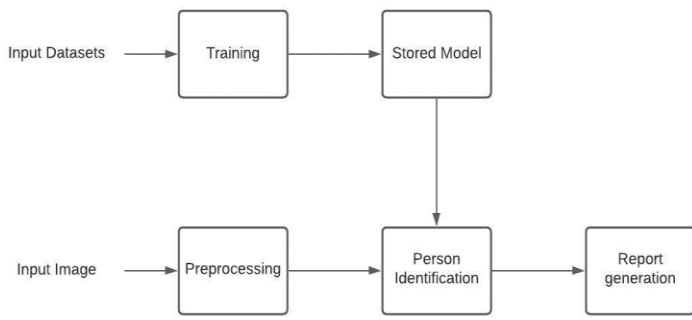 Input Datasets
Training
Stored Model
Input Image
Preprocessing
Person
Identification
Report
generation